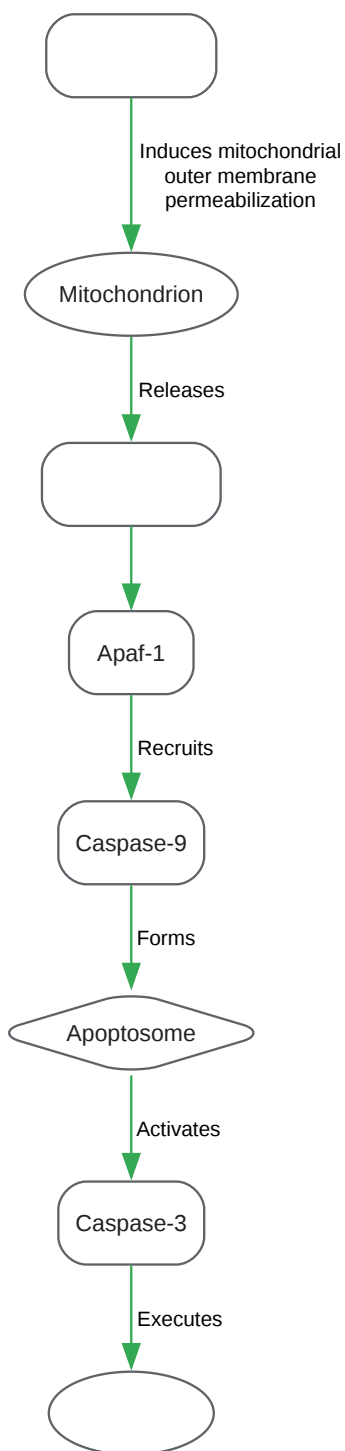 Induces mitochondrial
outer membrane
permeabilization
Mitochondrion
Releases
Apaf-1
Recruits
Caspase-9
Forms
Apoptosome
Activates
Caspase-3
Executes